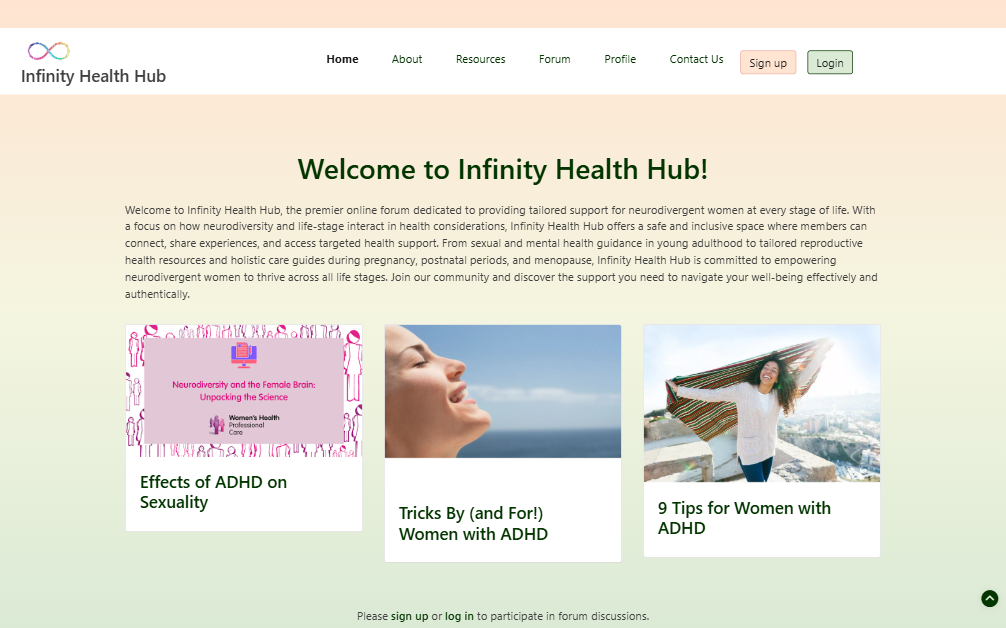 Infinity Health Hub
Home About Resources Forum Profile Contact Us Sign up Login
Welcome to Infinity Health Hub!
Welcome to Infinity Health Hub, the premier online forum dedicated to providing tailored support for neurodivergent women at every stage of life. With
a focus on how neurodiversity and life-stage interact in health considerations, Infinity Health Hub offers a safe and inclusive space where members can
connect, share experiences, and access targeted health support. From sexual and mental health guidance in young adulthood to tailored reproductive
health resources and holistic care guides during pregnancy, postnatal periods, and menopause, Infinity Health Hub is committed to empowering
neurodivergent women to thrive across all life stages. Join our community and discover the support you need to navigate your well-being effectively and
authentically.
Neurodiversity and the Female Brain:
Unpacking the Science
Women's Health
Professional
Care
Effects of ADHD on
Sexuality
Tricks By (and For!)
Women with ADHD
9 Tips for Women with
ADHD
Please sign up or log in to participate in forum discussions.